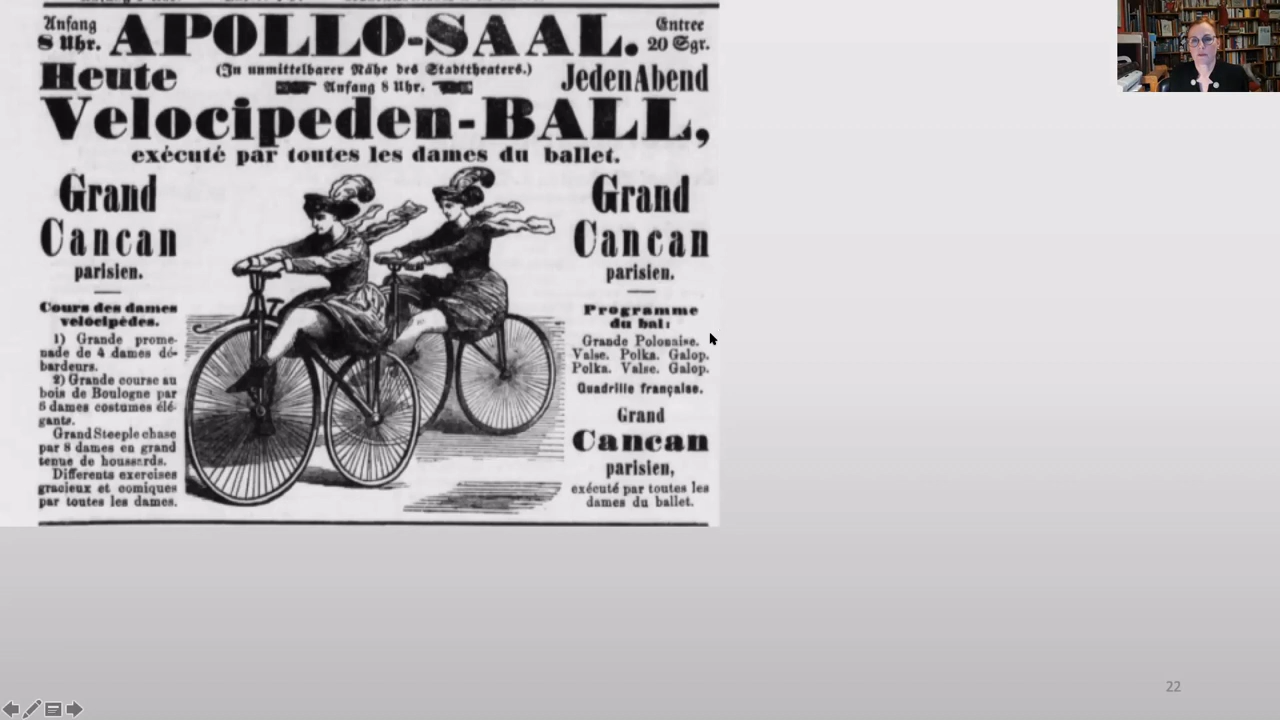 Anfang
8 Uhr.
APOLLO-SAAL.
Entree
20 Sgr.
Heute
(In unmittelbarer Nähe des Stadttheaters.)
Anfang 8 Uhr.
Jeden Abend
Velocipeden-BALL,
exécuté par toutes les dames du ballet.
Grand
Cancan
parisien.
Cours des dames
velòcipèdes.
1) Grande prome-
nade de 4 dames dé-
bardeurs.
2) Grande course au
bois de Boulogne par
6 dames costumes élé-
gants.
Grand Steeple chase
par 8 dames en grand
tenue de houssards.
Differents exercises
gracieux et comiques
par toutes les dames.
Grand
Cancan
parisien.
Programme
du bal:
Grande Polonaise.
Valse. Polka. Galop.
Polka. Valse. Galop.
Quadrille française.
Grand
Cancan
parisien,
exécuté par toutes les
dames du ballet.
22